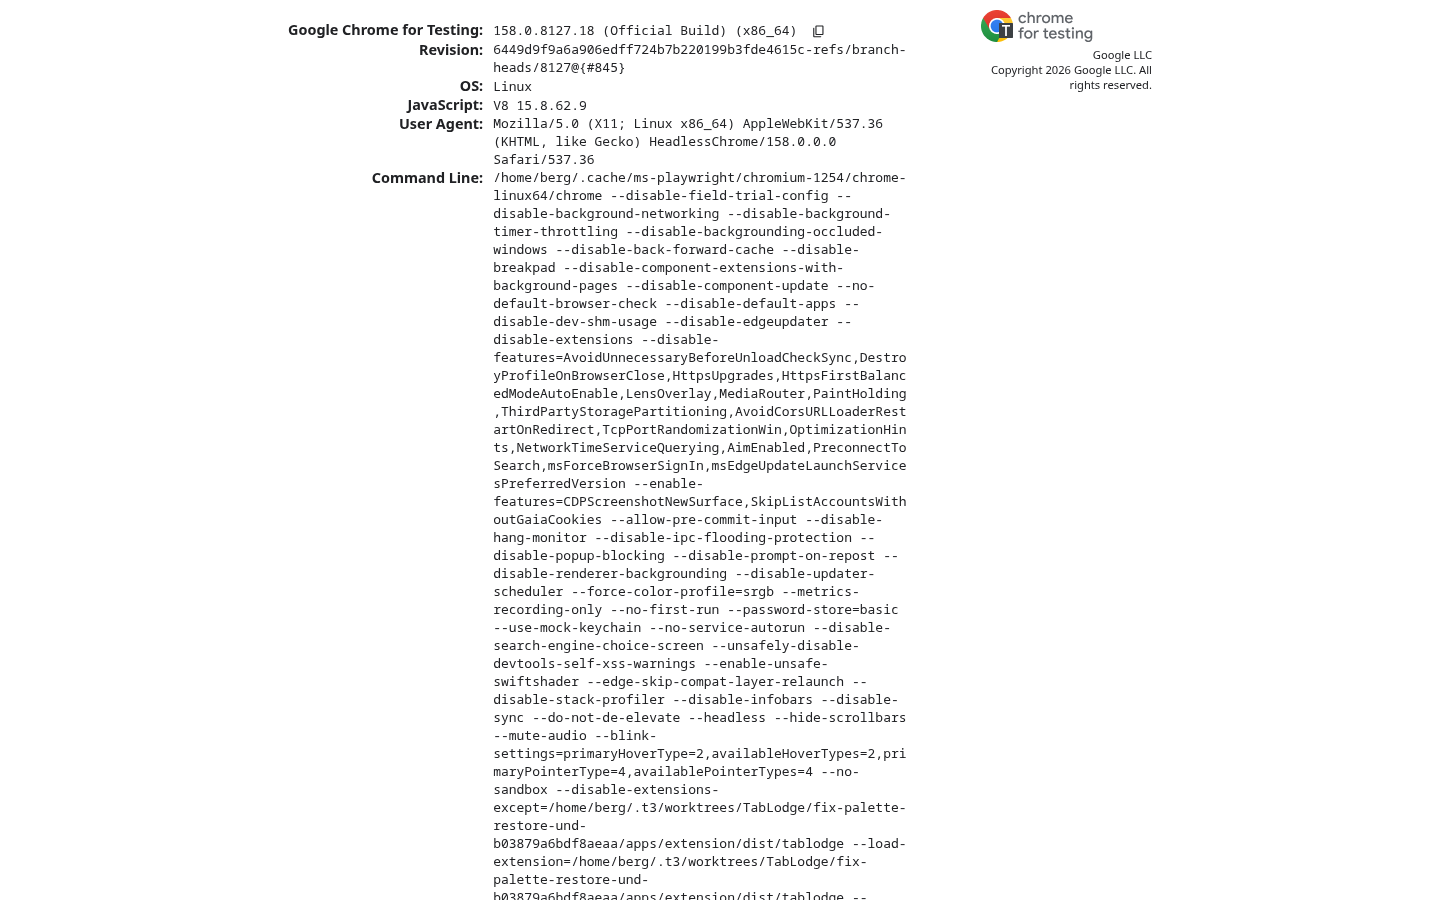 Google Chrome for Testing: 158.0.8127.18 (Official Build) (x86_64)
Revision: 6449d9f9a6a906edff724b7b220199b3fde4615c-refs/branch-
heads/8127@{#845}
OS: Linux
JavaScript: V8 15.8.62.9
User Agent: Mozilla/5.0 (X11; Linux x86_64) AppleWebKit/537.36
(KHTML, like Gecko) HeadlessChrome/158.0.0.0
Safari/537.36
Command Line: /home/berg/.cache/ms-playwright/chromium-1254/chrome-
linux64/chrome --disable-field-trial-config --
disable-background-networking --disable-background-
timer-throttling --disable-backgrounding-occluded-
windows --disable-back-forward-cache --disable-
breakpad --disable-component-extensions-with-
background-pages --disable-component-update --no-
default-browser-check --disable-default-apps --
disable-dev-shm-usage --disable-edgeupdater --
disable-extensions --disable-
features=AvoidUnnecessaryBeforeUnloadCheckSync,Destro
yProfileOnBrowserClose,HttpsUpgrades,HttpsFirstBalanc
edModeAutoEnable,LensOverlay,MediaRouter,PaintHolding
,ThirdPartyStoragePartitioning,AvoidCorsURLLoaderRest
artOnRedirect,TcpPortRandomizationWin,OptimizationHin
ts,NetworkTimeServiceQuerying,AimEnabled,PreconnectTo
Search,msForceBrowserSignIn,msEdgeUpdateLaunchService
sPreferredVersion --enable-
features=CDPScreenshotNewSurface,SkipListAccountsWith
outGaiaCookies --allow-pre-commit-input --disable-
hang-monitor --disable-ipc-flooding-protection --
disable-popup-blocking --disable-prompt-on-repost --
disable-renderer-backgrounding --disable-updater-
scheduler --force-color-profile=srgb --metrics-
recording-only --no-first-run --password-store=basic
--use-mock-keychain --no-service-autorun --disable-
search-engine-choice-screen --unsafely-disable-
devtools-self-xss-warnings --enable-unsafe-
swiftshader --edge-skip-compat-layer-relaunch --
disable-stack-profiler --disable-infobars --disable-
sync --do-not-de-elevate --headless --hide-scrollbars
--mute-audio --blink-
settings=primaryHoverType=2,availableHoverTypes=2,pri
maryPointerType=4,availablePointerTypes=4 --no-
sandbox --disable-extensions-
except=/home/berg/.t3/worktrees/TabLodge/fix-palette-
restore-und-
b03879a6bdf8aeaa/apps/extension/dist/tablodge --load-
extension=/home/berg/.t3/worktrees/TabLodge/fix-
palette-restore-und-
b03879a6bdf8aeaa/apps/extension/dist/tablodge --
chrome
for testing
T
Google LLC
Copyright 2026 Google LLC. All
rights reserved.